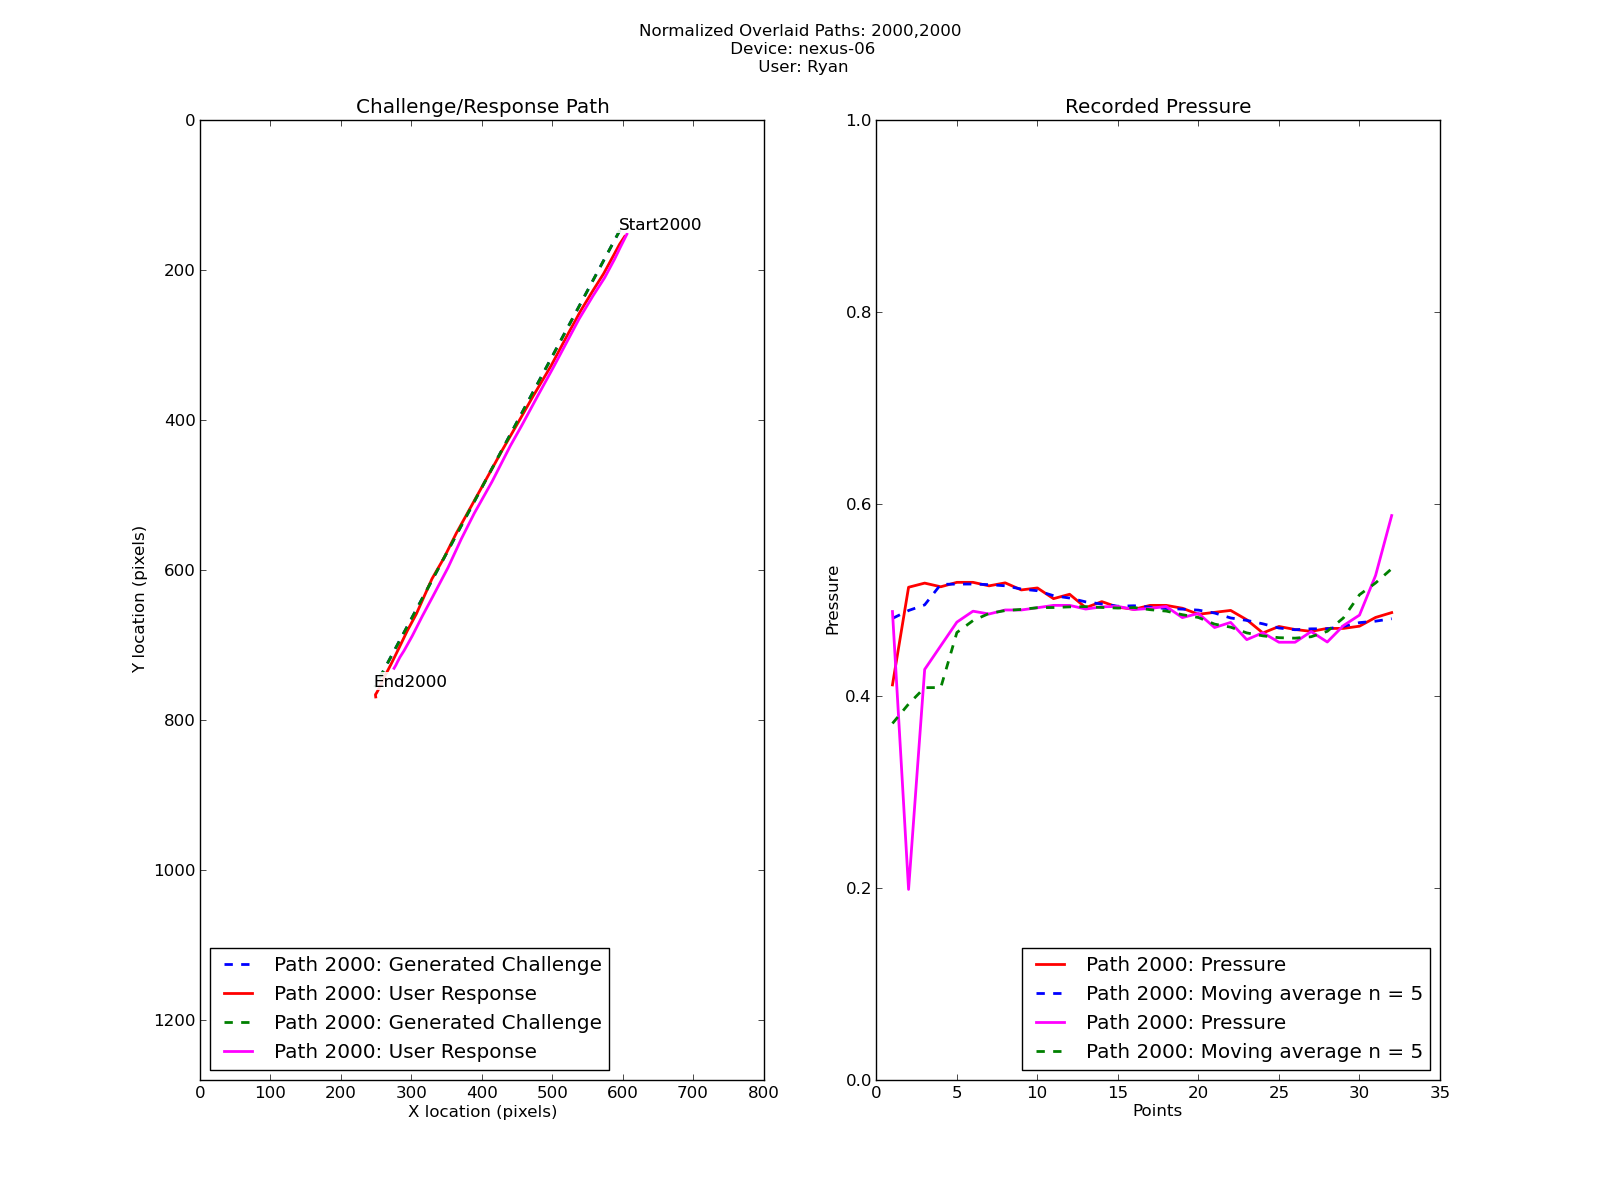 Normalized Overlaid Paths: 2000,2000
Device: nexus-06
User: Ryan
Challenge/Response Path
0
200
400
600
800
1000
1200
Y location (pixels)
Start2000
End2000
Path 2000: Generated Challenge
Path 2000: User Response
Path 2000: Generated Challenge
Path 2000: User Response
0 100 200 300 400 500 600 700 800
X location (pixels)
Recorded Pressure
1.0
0.8
0.6
0.4
0.2
0.0
Pressure
Path 2000: Pressure
Path 2000: Moving average n = 5
Path 2000: Pressure
Path 2000: Moving average n = 5
0 5 10 15 20 25 30 35
Points